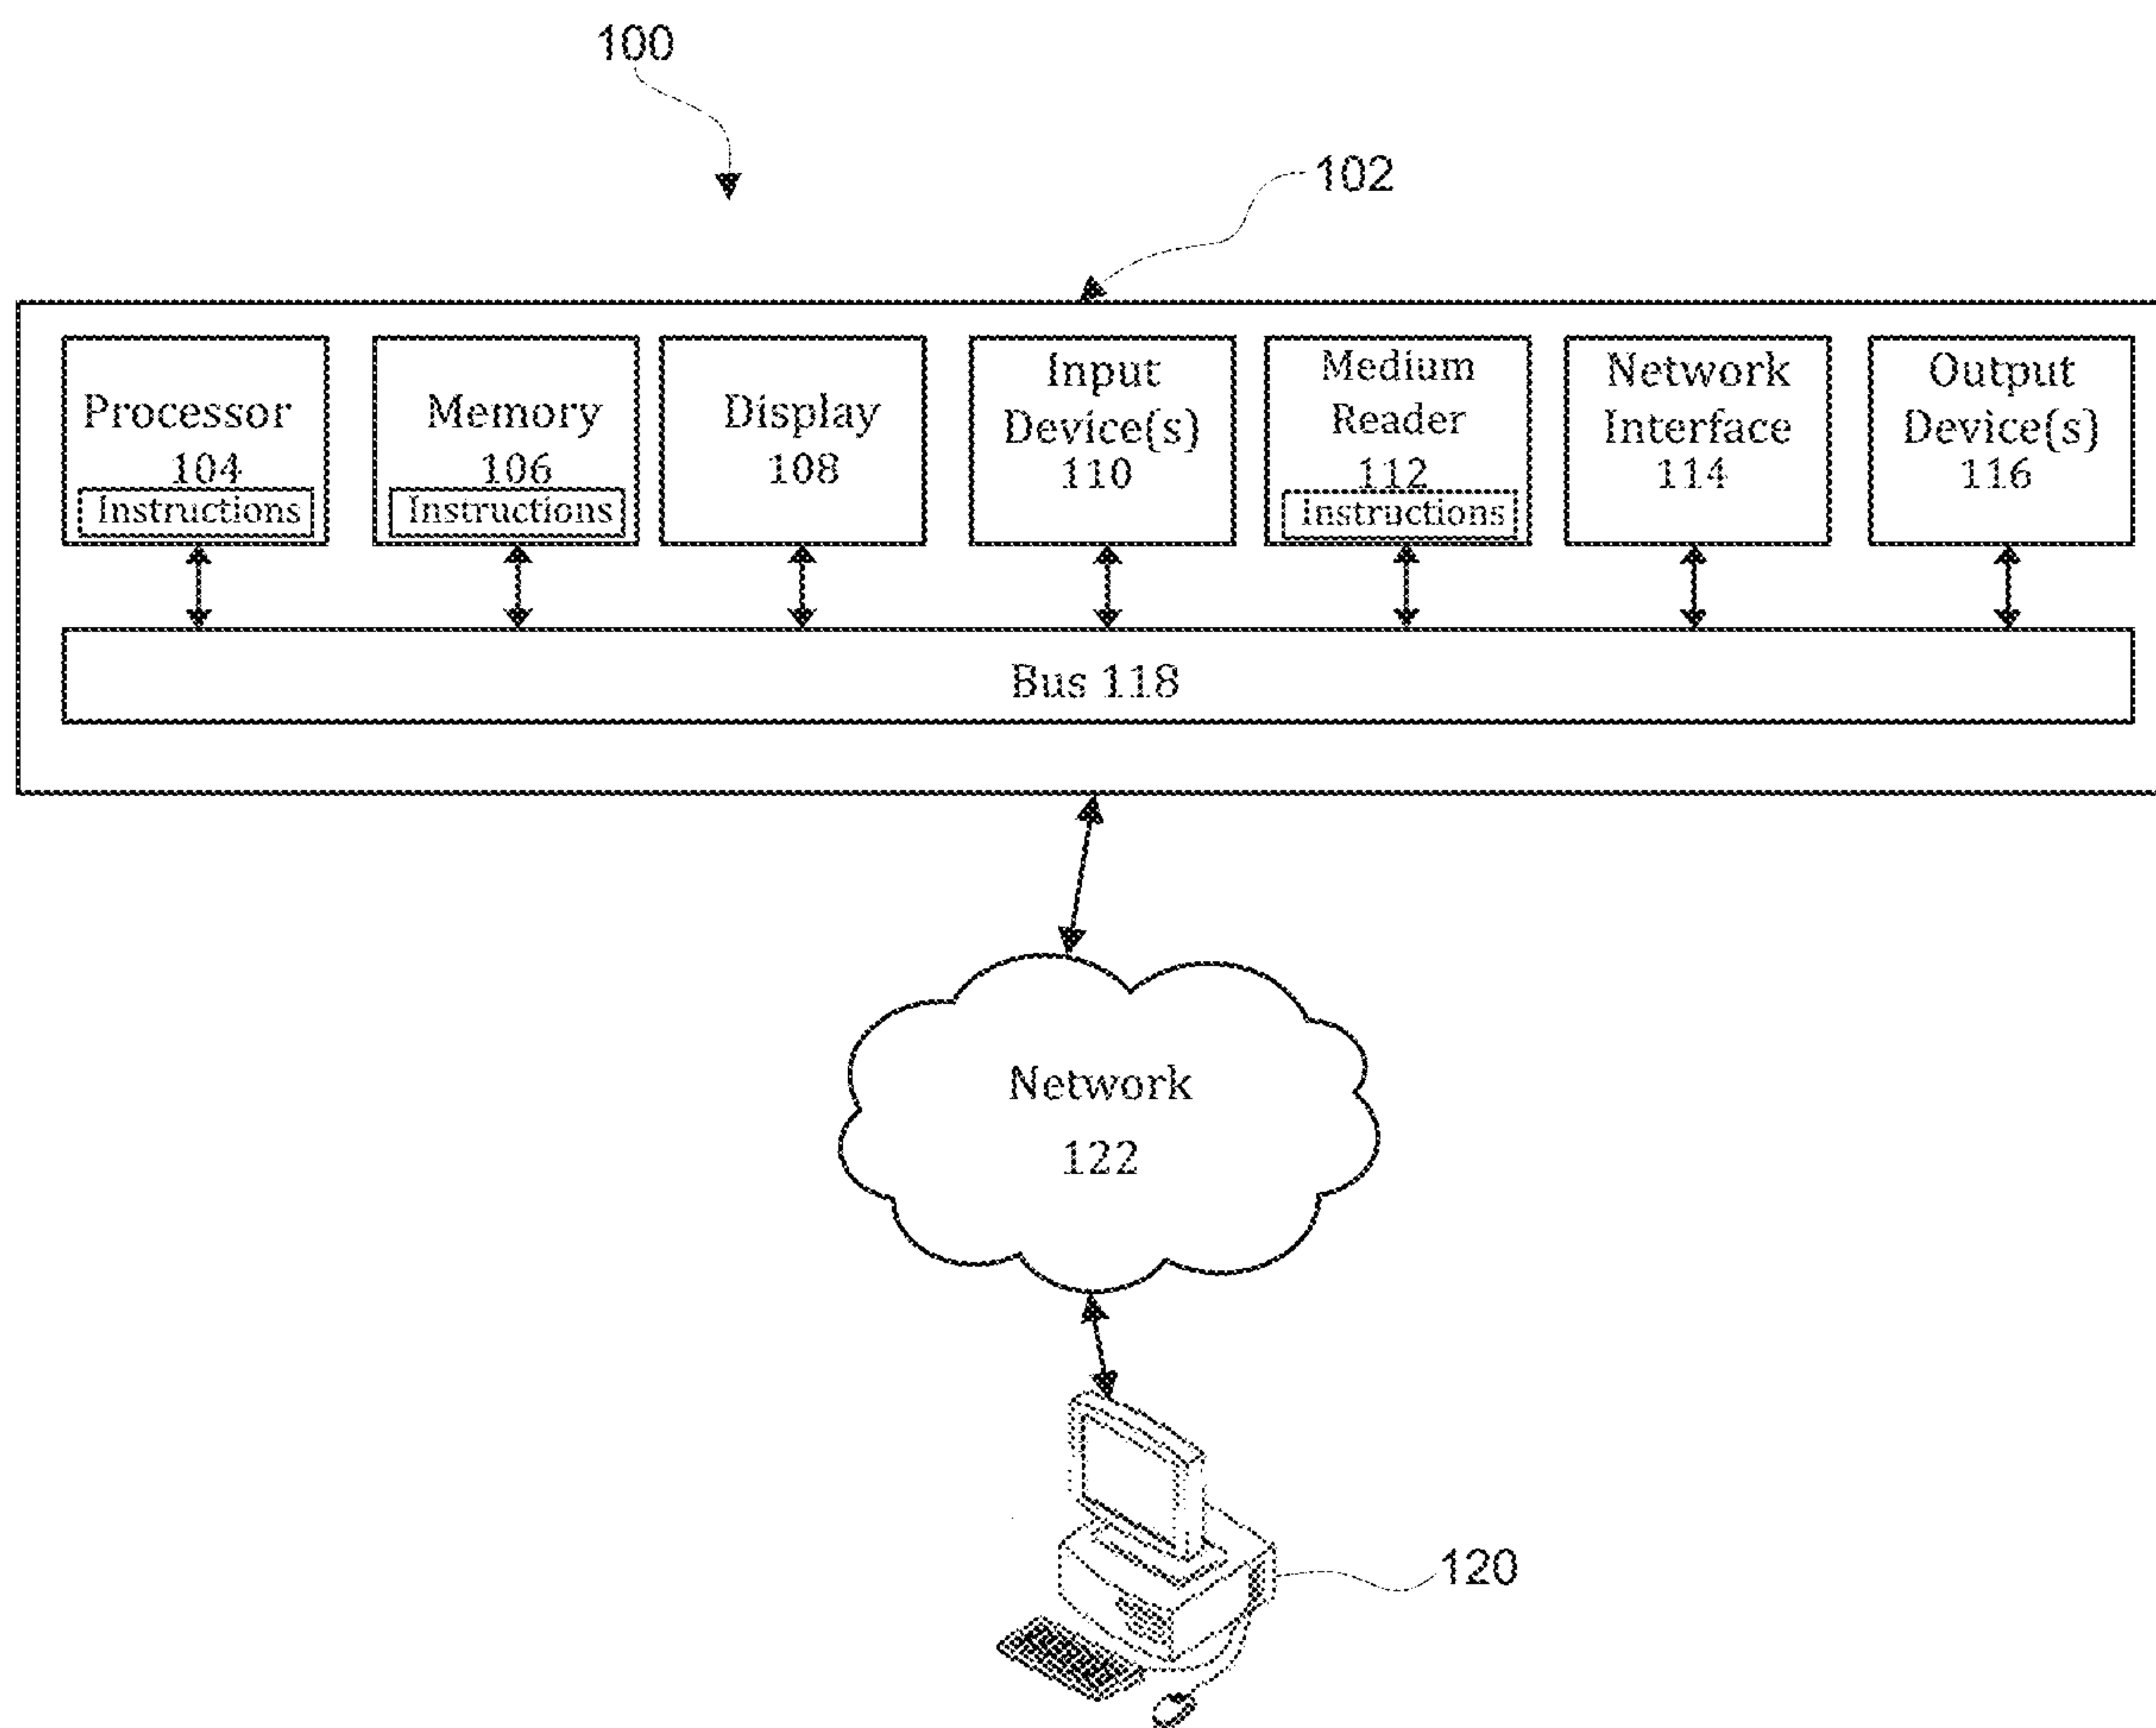 100
102
Processor
104
Instructions
Memory
106
Instructions
Display
108
Input
Device(s)
110
Medium
Reader
112
Instructions
Network
Interface
114
Output
Device(s)
116
Bus 118
Network
122
120